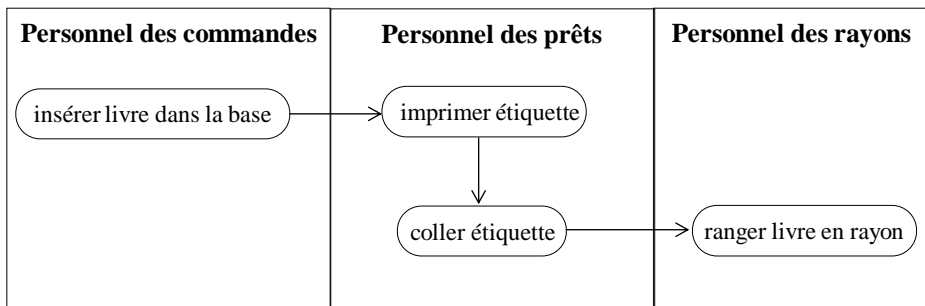 Personnel des commandes
Personnel des prêts
Personnel des rayons
insérer livre dans la base
imprimer étiquette
coller étiquette
ranger livre en rayon